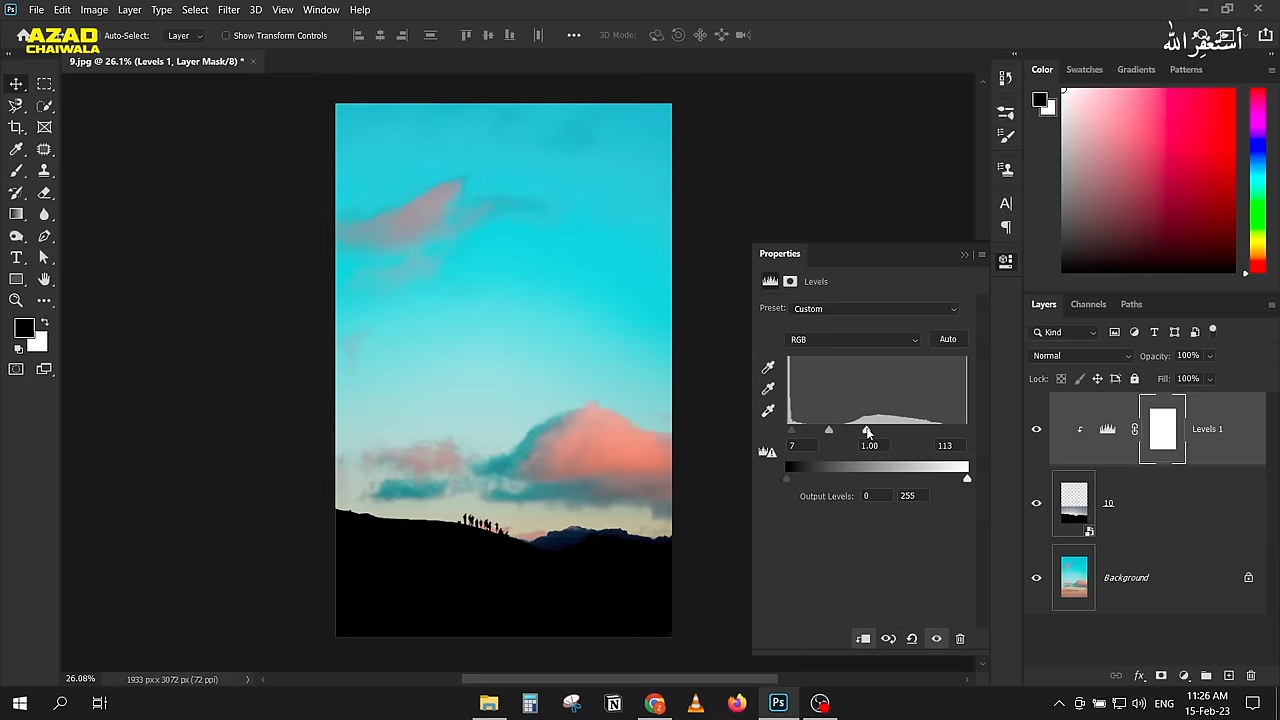 Ps File Edit Image Layer Type Select Filter 3D View Window Help
AZAD
CHAIWALA
Auto-Select: Layer Show Transform Controls 3D Mode:
أستغفر الله
9.jpg @ 26.1% (Levels 1, Layer Mask/8) * ×
Color Swatches Gradients Patterns
Properties
Levels
Preset: Custom
RGB Auto
7 1.00 113
Output Levels: 0 255
Layers Channels Paths
Kind
Normal Opacity: 100%
Lock: Fill: 100%
Levels 1
10
Background
26.08% 1933 px x 3072 px (72 ppi)
ENG
11:26 AM
15-Feb-23